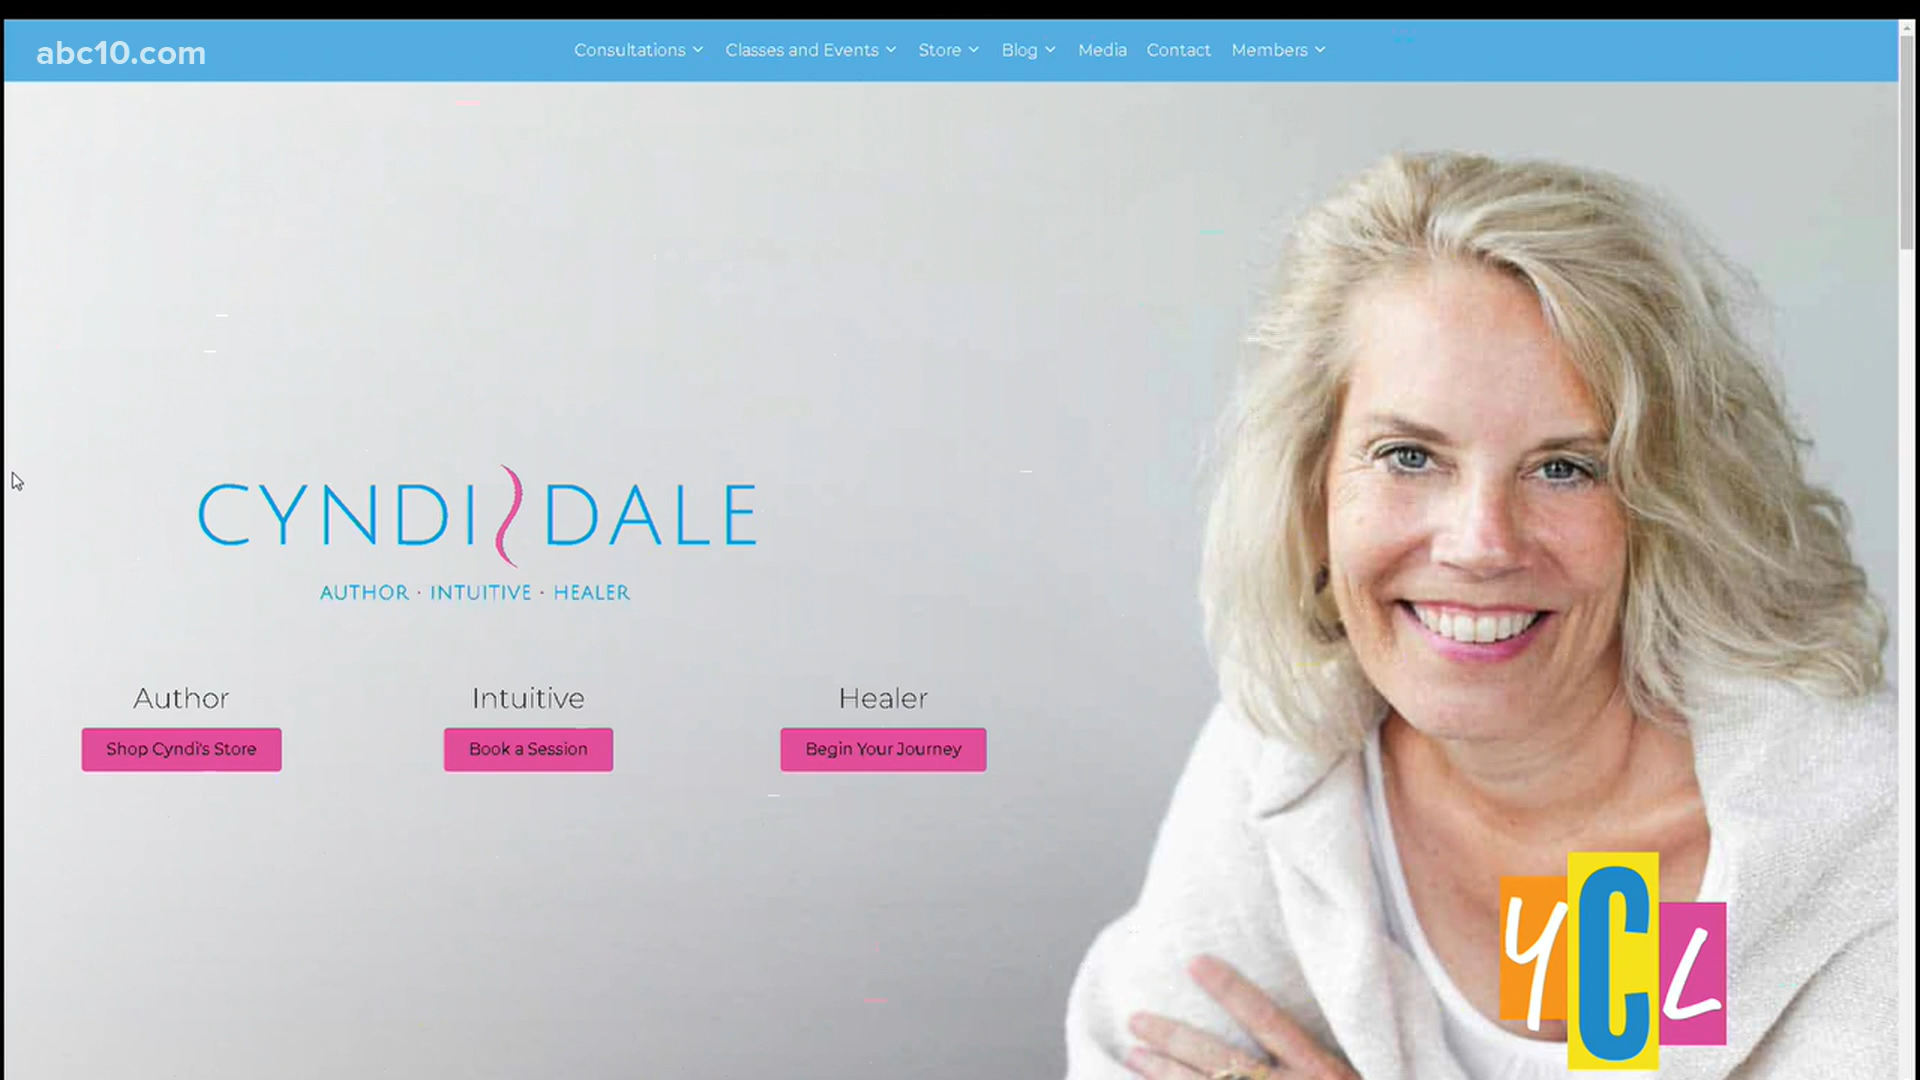 abc10.com
Consultations Classes and Events Store Blog Media Contact Members
CYNDI DALE
AUTHOR · INTUITIVE · HEALER
Author Intuitive Healer
Shop Cyndi's Store Book a Session Begin Your Journey
YCL